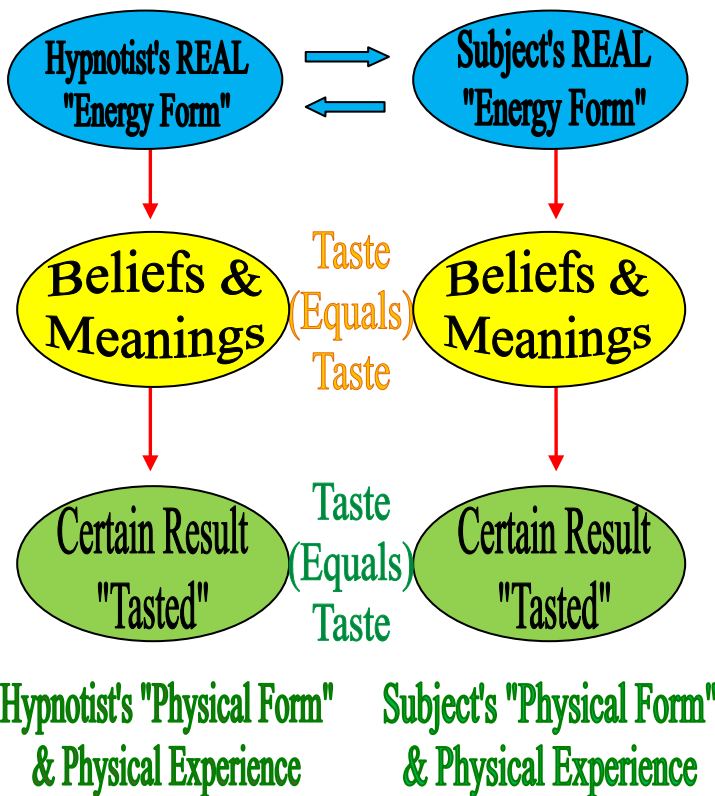 Hypnotist's REAL
"Energy Form"
Subject's REAL
"Energy Form"
Beliefs &
Meanings
Taste
(Equals)
Taste
Beliefs &
Meanings
Certain Result
"Tasted"
Taste
(Equals)
Taste
Certain Result
"Tasted"
Hypnotist's "Physical Form"
& Physical Experience
Subject's "Physical Form"
& Physical Experience